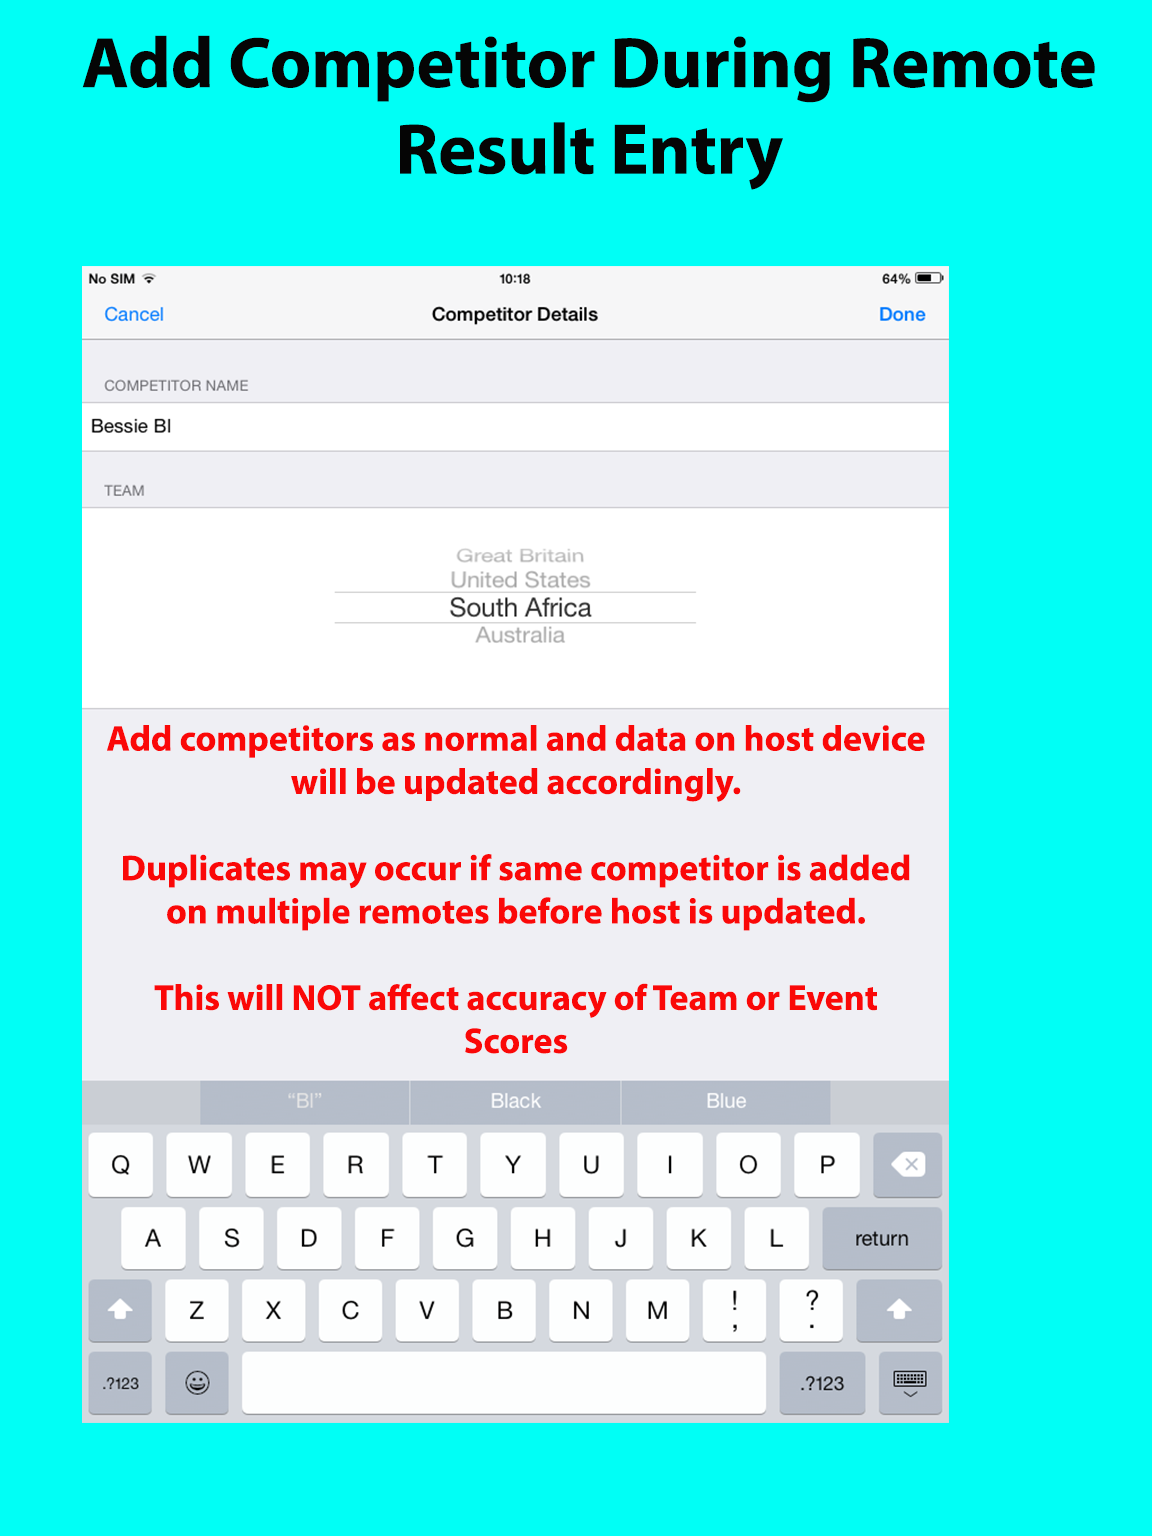 Add Competitor During Remote
Result Entry
No SIM 10:18 64%
Cancel Competitor Details Done
COMPETITOR NAME
Bessie Bl
TEAM
Great Britain
United States
South Africa
Australia
Add competitors as normal and data on host device
will be updated accordingly.
Duplicates may occur if same competitor is added
on multiple remotes before host is updated.
This will NOT affect accuracy of Team or Event
Scores
“Bl” Black Blue
Q W E R T Y U I O P
A S D F G H J K L return
Z X C V B N M ! , ? .
.?123 .?123